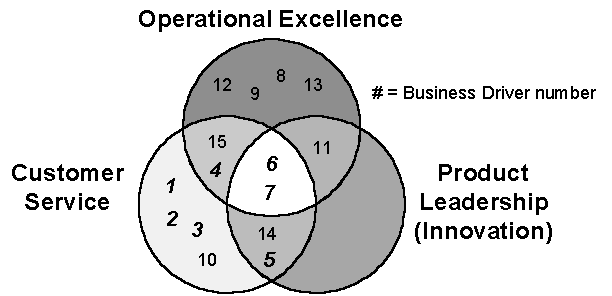 Operational Excellence
12 9 8 13
# = Business Driver number
15 11
Customer Service
4 6
Product Leadership (Innovation)
1 7
2 3 14
10 5